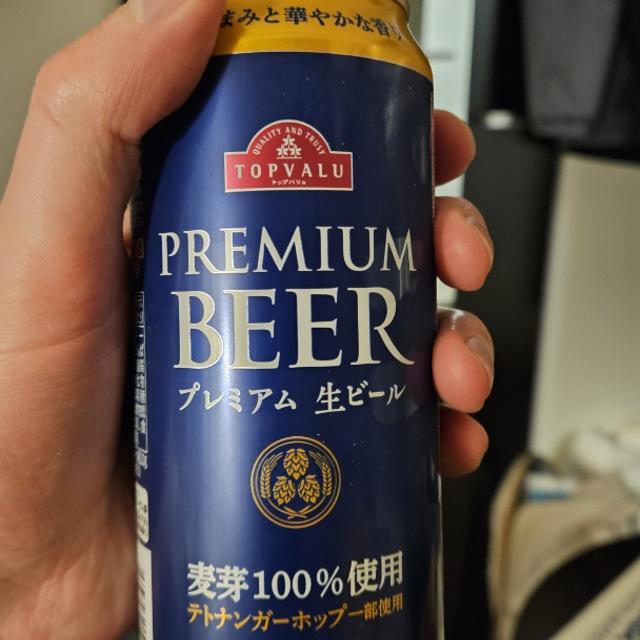 まみと華やかな香り
QUALITY AND TRUST
TOPVALU
トップバリュ
PREMIUM
BEER
プレミアム 生ビール
麦芽100%使用
テトナンガーホップ一部使用